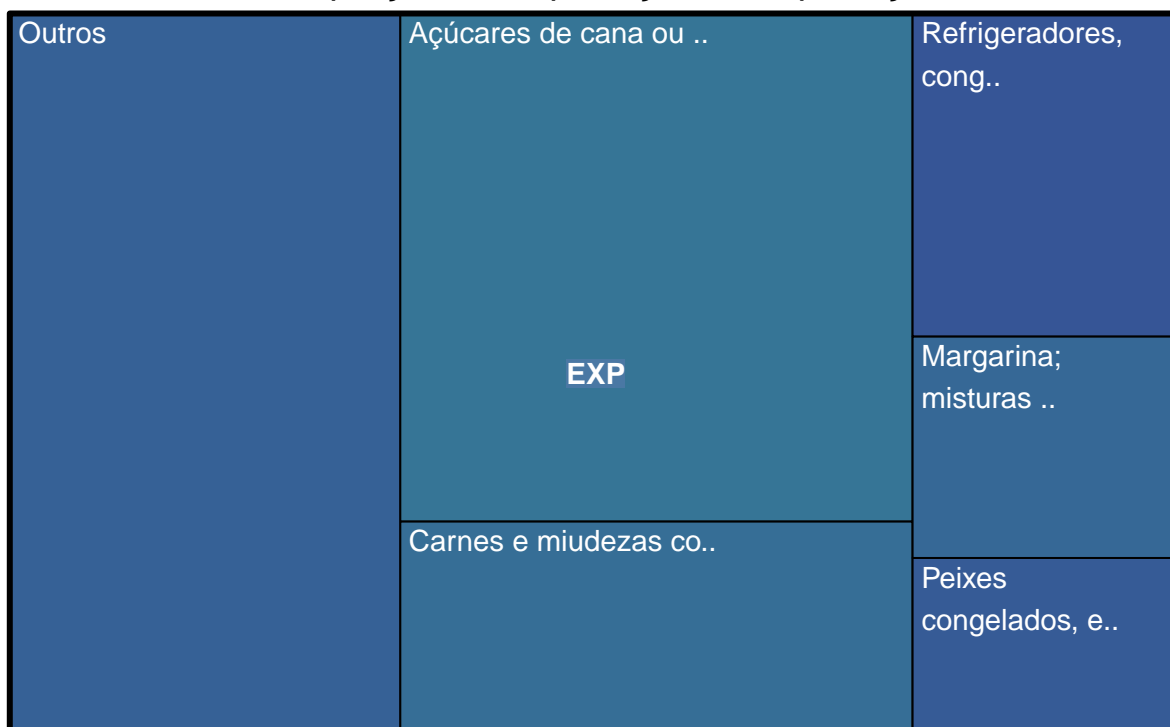 Outros
Açúcares de cana ou ..
Refrigeradores,
cong..
EXP
Margarina;
misturas ..
Carnes e miudezas co..
Peixes
congelados, e..